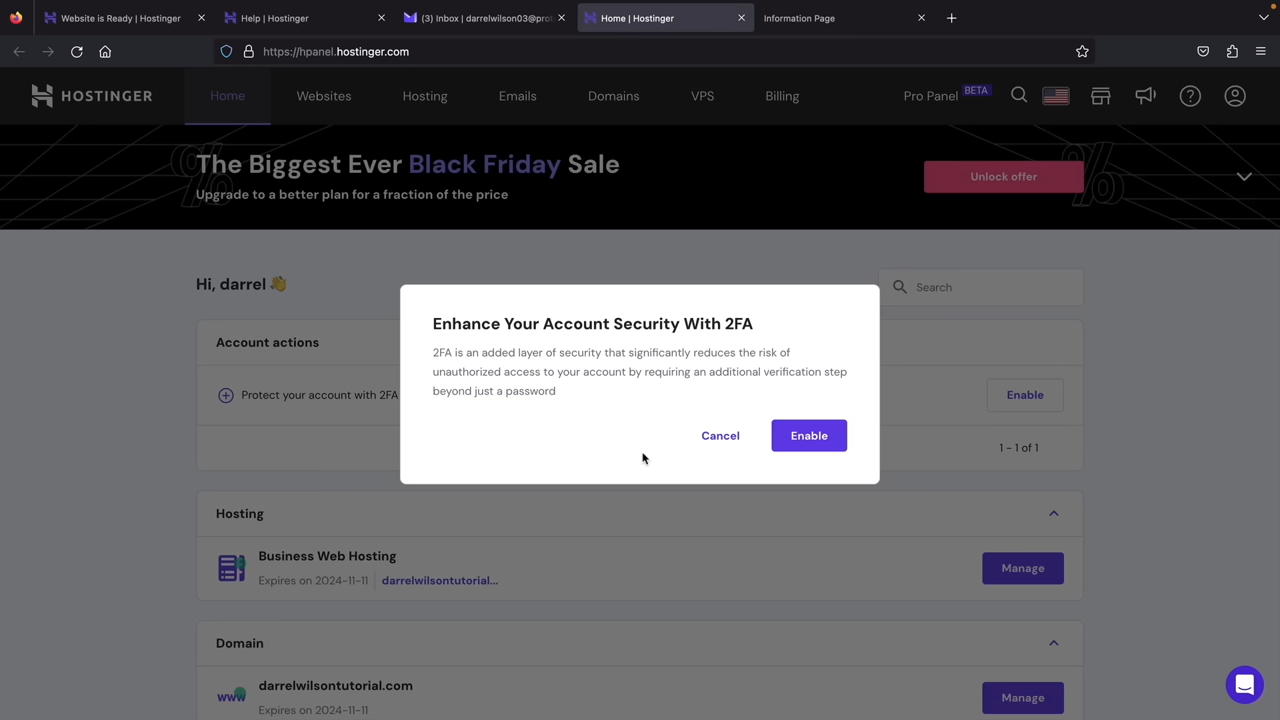 Website is Ready | Hostinger
Help | Hostinger
(3) Inbox | darrelwilson03@pro
Home | Hostinger
Information Page
https://hpanel.hostinger.com
HOSTINGER
Home
Websites
Hosting
Emails
Domains
VPS
Billing
Pro Panel BETA
The Biggest Ever Black Friday Sale
Upgrade to a better plan for a fraction of the price
Unlock offer
Hi, darrel
Search
Enhance Your Account Security With 2FA
2FA is an added layer of security that significantly reduces the risk of
unauthorized access to your account by requiring an additional verification step
beyond just a password
Cancel
Enable
Account actions
Protect your account with 2FA
Enable
1 - 1 of 1
Hosting
Business Web Hosting
Expires on 2024-11-11
darrelwilsontutorial...
Manage
Domain
www
darrelwilsontutorial.com
Expires on 2024-11-11
Manage